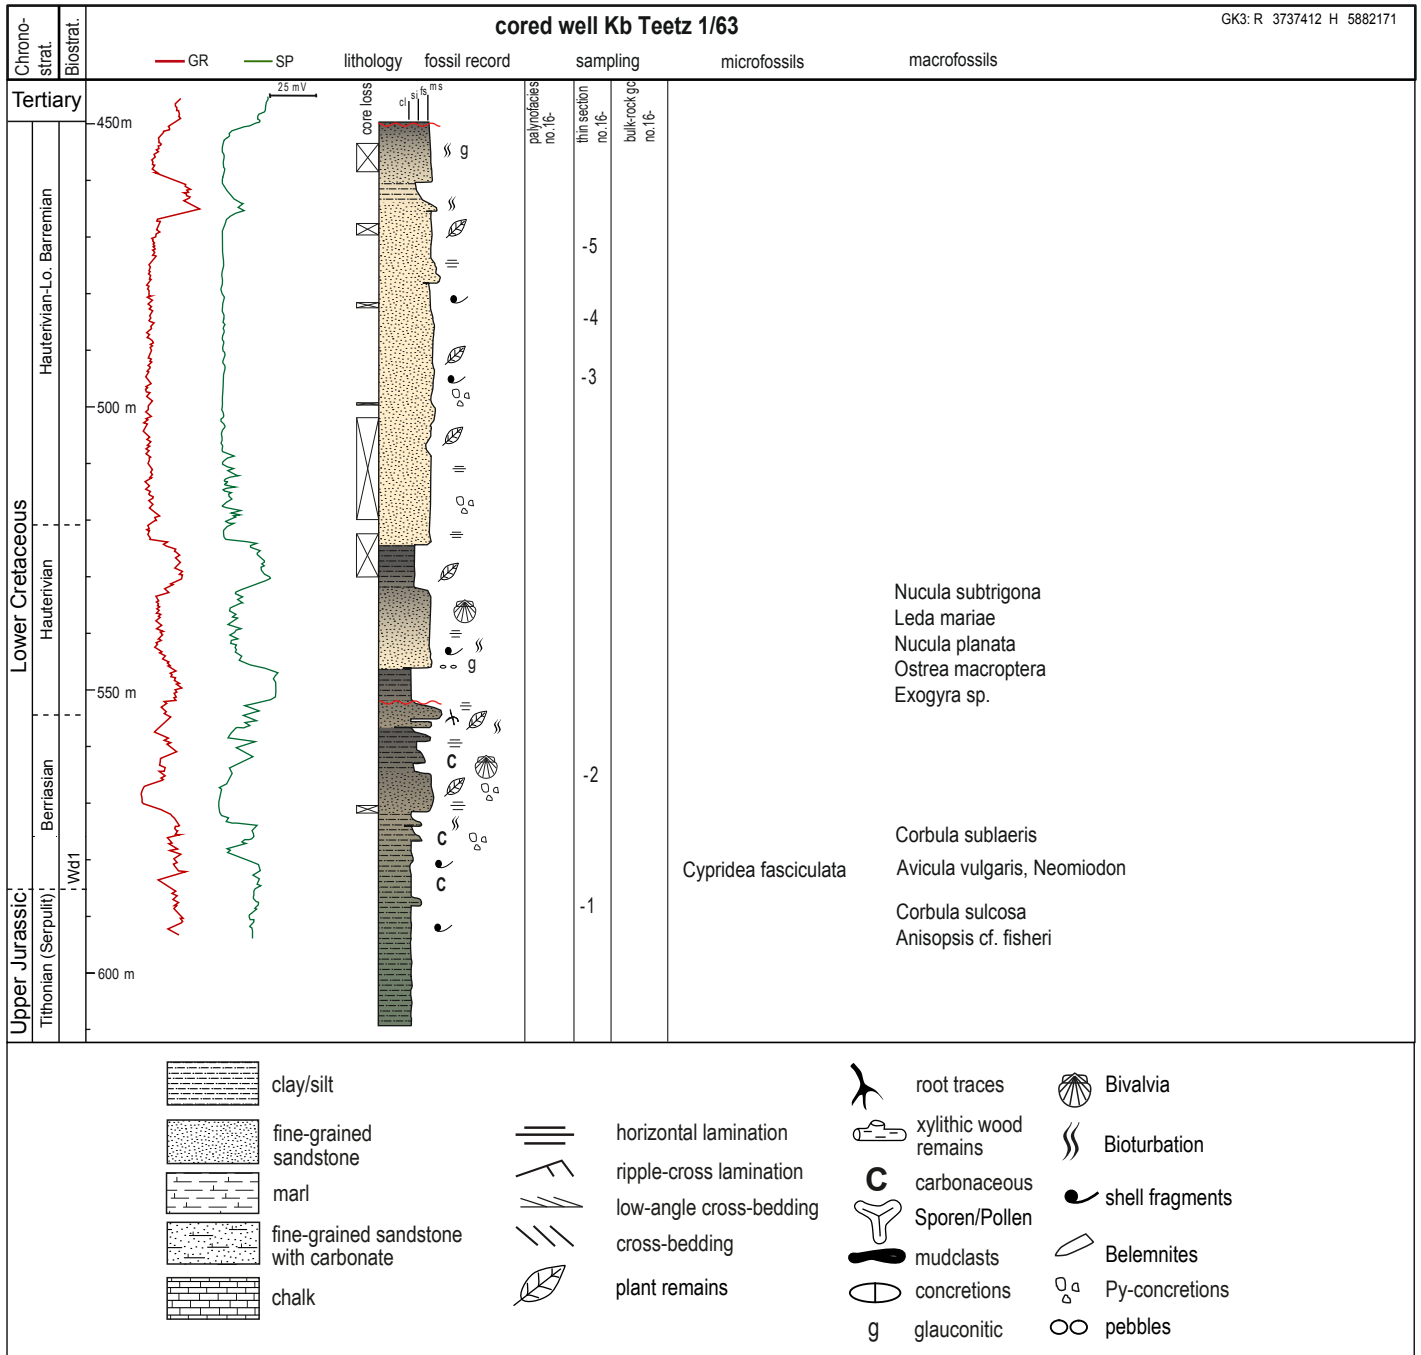 cored well Kb Teetz 1/63
GK3: R 3737412 H 5882171
Chrono-
strat.
Biostrat.
GR
SP
lithology
fossil record
sampling
microfossils
macrofossils
Tertiary
25 mV
core loss
cl
si
fs
ms
palynofacies
no.16-
thin section
no.16-
bulk-rock gc
no.16-
450m
g
Hauterivian-Lo. Barremian
-5
-4
-3
500 m
Lower Cretaceous
Hauterivian
Nucula subtrigona
Leda mariae
Nucula planata
g
Ostrea macroptera
550 m
Exogyra sp.
Berriasian
C
-2
C
Corbula sublaeris
Wd1
Cypridea fasciculata
Avicula vulgaris, Neomiodon
C
Upper Jurassic
Tithonian (Serpulit)
-1
Corbula sulcosa
Anisopsis cf. fisheri
600 m
clay/silt
fine-grained
sandstone
marl
fine-grained sandstone
with carbonate
chalk
horizontal lamination
ripple-cross lamination
low-angle cross-bedding
cross-bedding
plant remains
root traces
xylithic wood
remains
C carbonaceous
Sporen/Pollen
mudclasts
concretions
g glauconitic
Bivalvia
Bioturbation
shell fragments
Belemnites
Py-concretions
pebbles